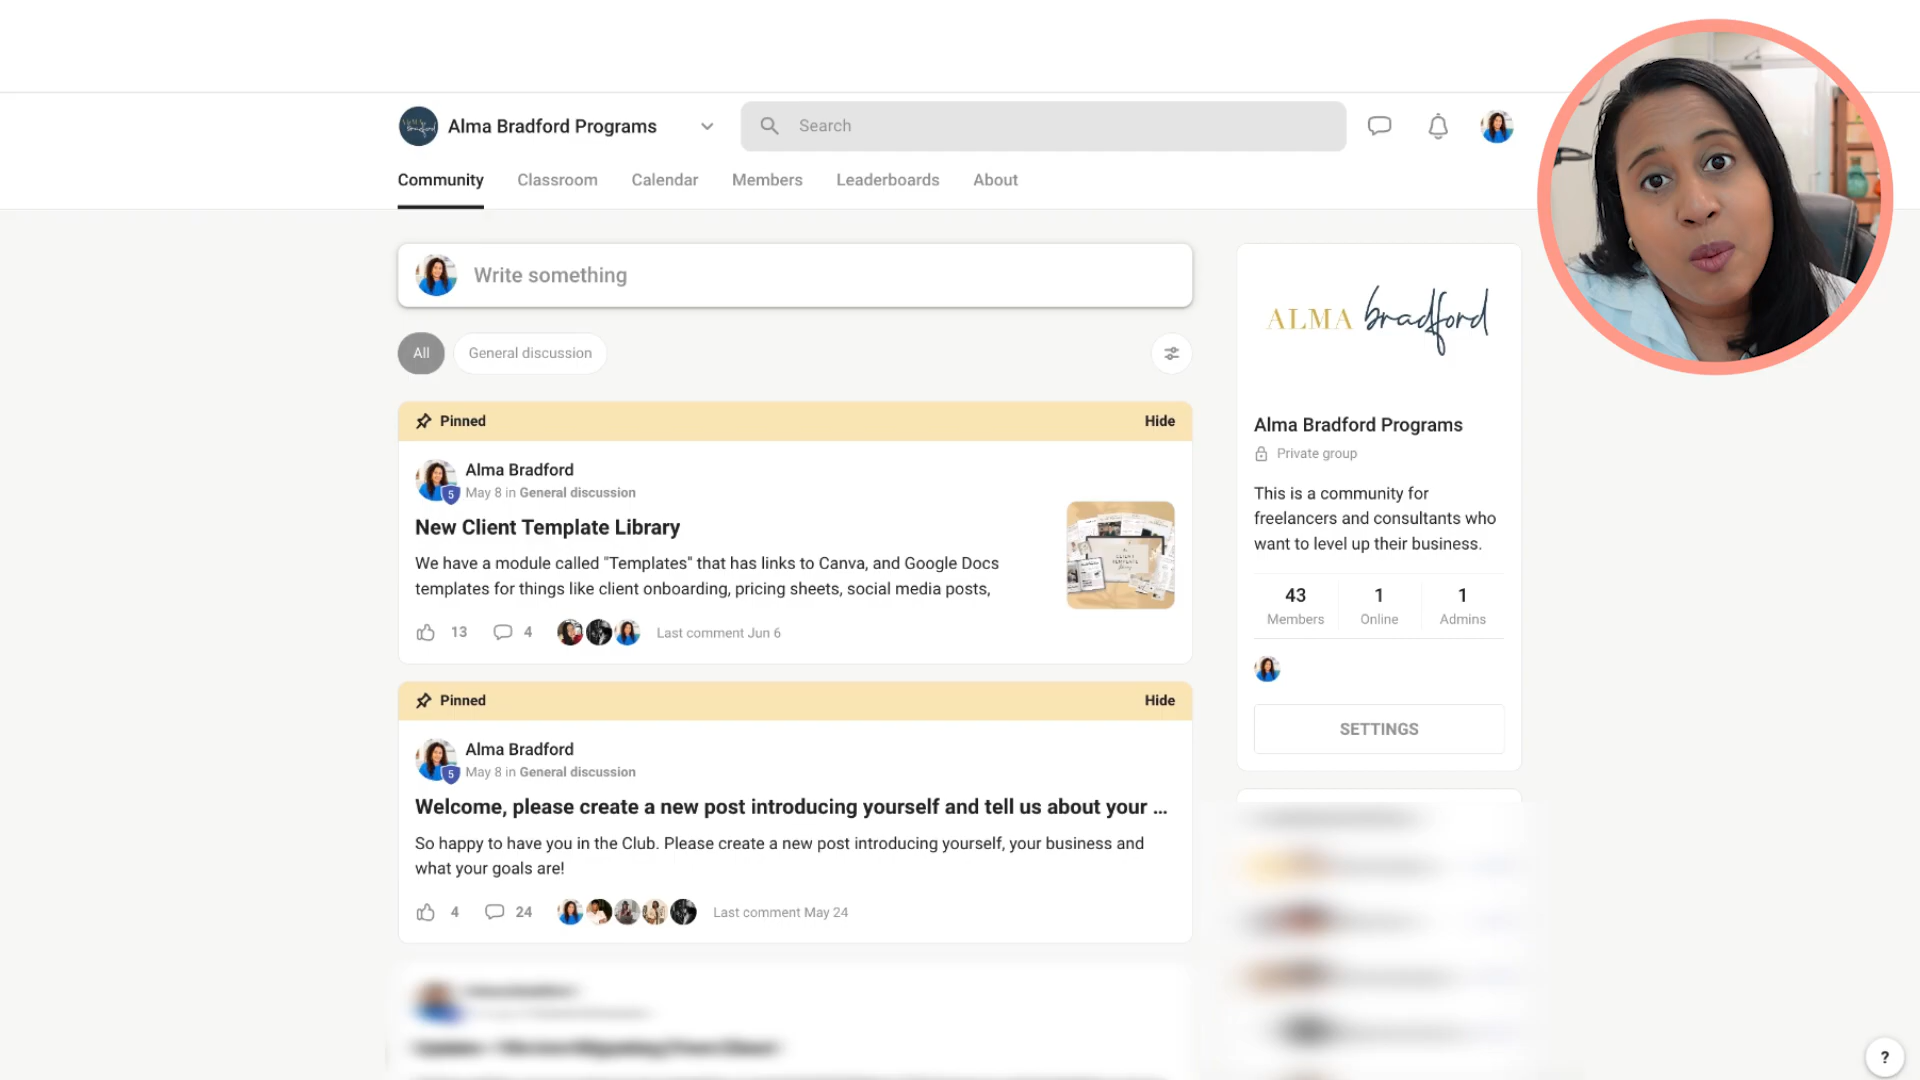 Alma Bradford Programs
Search
Community Classroom Calendar Members Leaderboards About
Write something
All General discussion
Pinned Hide
Alma Bradford
5 May 8 in General discussion
New Client Template Library
We have a module called "Templates" that has links to Canva, and Google Docs
templates for things like client onboarding, pricing sheets, social media posts,
13 4 Last comment Jun 6
Pinned Hide
Alma Bradford
5 May 8 in General discussion
Welcome, please create a new post introducing yourself and tell us about your ...
So happy to have you in the Club. Please create a new post introducing yourself, your business and
what your goals are!
4 24 Last comment May 24
ALMA bradford
Alma Bradford Programs
Private group
This is a community for
freelancers and consultants who
want to level up their business.
43 1 1
Members Online Admins
SETTINGS
?